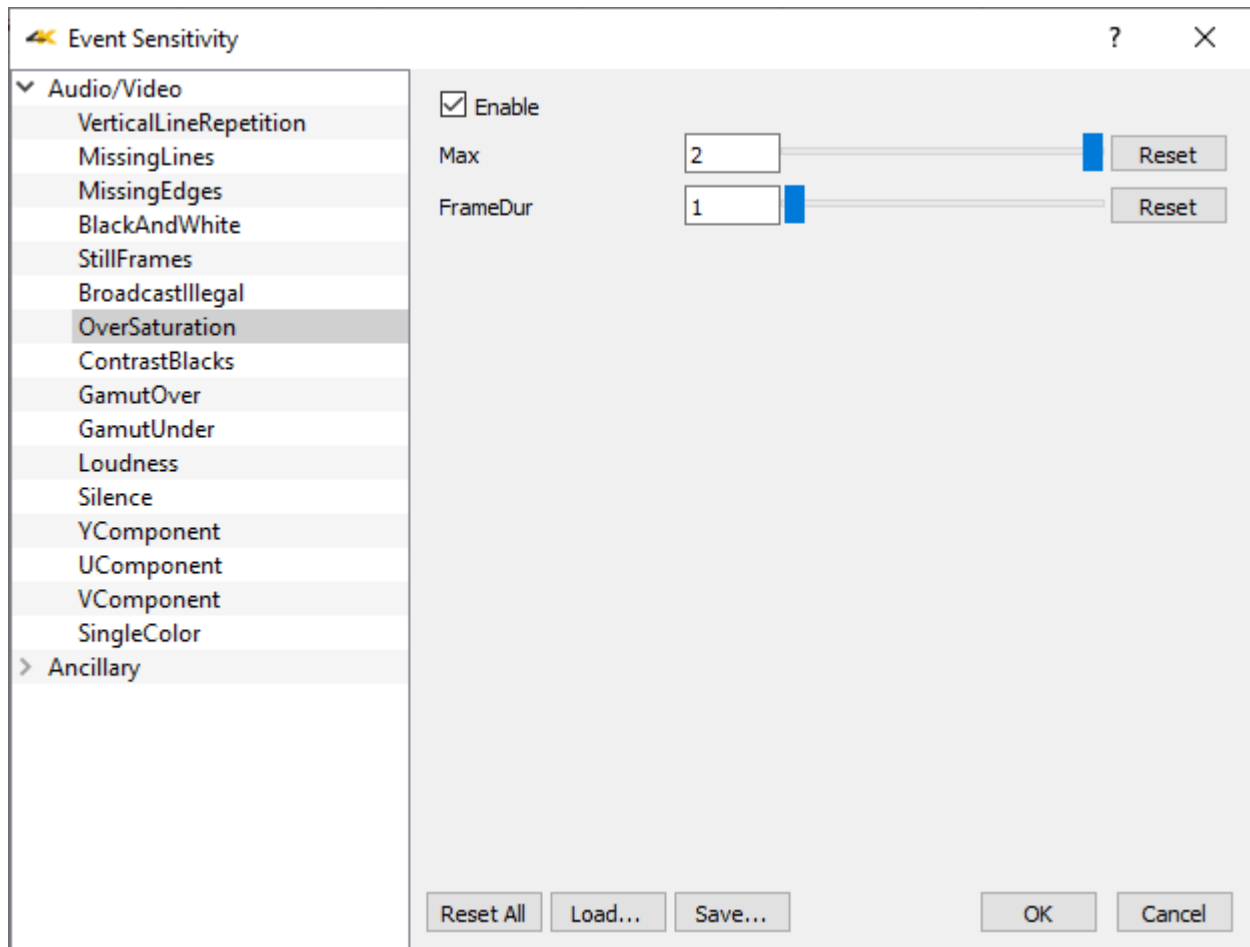 4K Event Sensitivity ?
Audio/Video
VerticalLineRepetition
MissingLines
MissingEdges
BlackAndWhite
StillFrames
BroadcastIllegal
OverSaturation
ContrastBlacks
GamutOver
GamutUnder
Loudness
Silence
YComponent
UComponent
VComponent
SingleColor
Ancillary
Enable
Max 2 Reset
FrameDur 1 Reset
Reset All Load... Save... OK Cancel